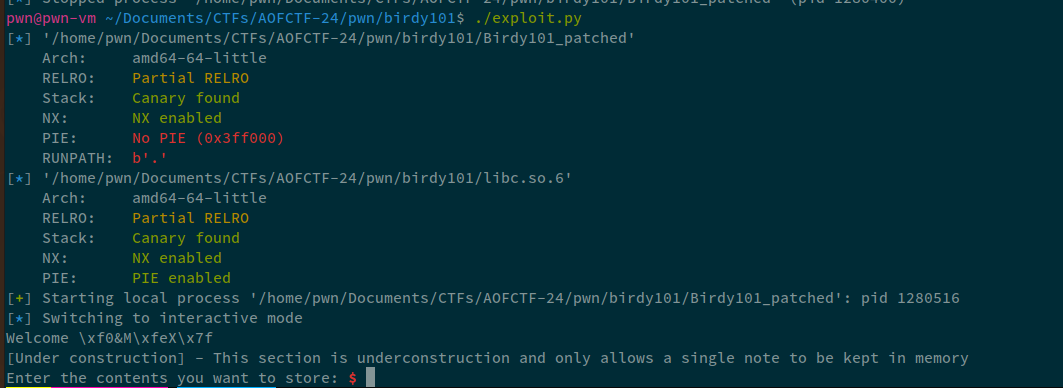 [*] Stopped process '/home/pwn/Documents/CTFs/AOFCTF-24/pwn/birdy101/Birdy101_patched' (pid 1280400)
pwn@pwn-vm ~/Documents/CTFs/AOFCTF-24/pwn/birdy101$ ./exploit.py
[*] '/home/pwn/Documents/CTFs/AOFCTF-24/pwn/birdy101/Birdy101_patched'
    Arch:     amd64-64-little
    RELRO:    Partial RELRO
    Stack:    Canary found
    NX:       NX enabled
    PIE:      No PIE (0x3ff000)
    RUNPATH:  b'.'
[*] '/home/pwn/Documents/CTFs/AOFCTF-24/pwn/birdy101/libc.so.6'
    Arch:     amd64-64-little
    RELRO:    Partial RELRO
    Stack:    Canary found
    NX:       NX enabled
    PIE:      PIE enabled
[+] Starting local process '/home/pwn/Documents/CTFs/AOFCTF-24/pwn/birdy101/Birdy101_patched': pid 1280516
[*] Switching to interactive mode
Welcome \xf0&M\xfeX\x7f
[Under construction] - This section is underconstruction and only allows a single note to be kept in memory
Enter the contents you want to store: $